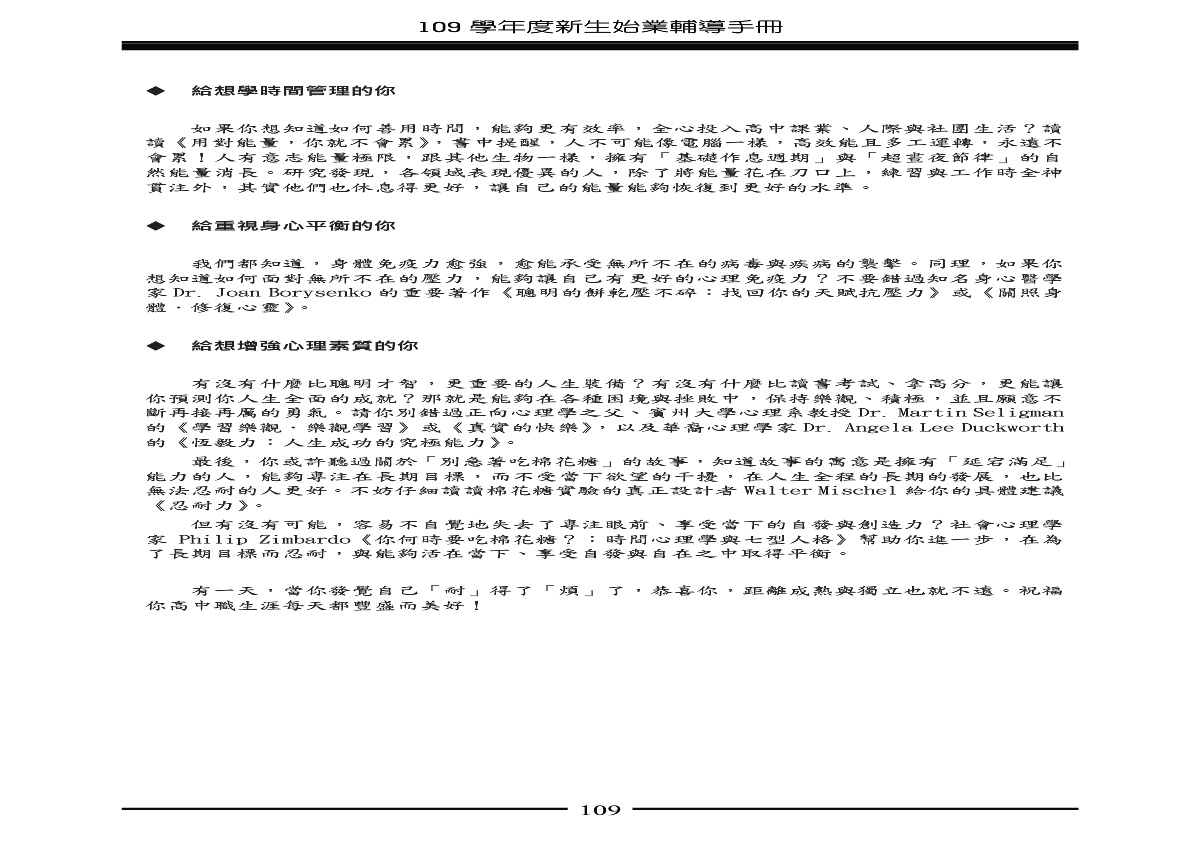 109 學年度新生始業輔導手冊
◆ 給想學時間管理的你
如果你想知道如何善用時間，能夠更有效率，全心投入高中課業、人際與社團生活？讀
讀《用對能量，你就不會累》，書中提醒，人不可能像電腦一樣，高效能且多工運轉，永遠不
會累！人有意志能量極限，跟其他生物一樣，擁有「基礎作息週期」與「超晝夜節律」的自
然能量消長。研究發現，各領域表現優異的人，除了將能量花在刀口上，練習與工作時全神
貫注外，其實他們也休息得更好，讓自己的能量能夠恢復到更好的水準。
◆ 給重視身心平衡的你
我們都知道，身體免疫力愈強，愈能承受無所不在的病毒與疾病的襲擊。同理，如果你
想知道如何面對無所不在的壓力，能夠讓自己有更好的心理免疫力？不要錯過知名身心醫學
家 Dr. Joan Borysenko 的重要著作《聰明的餅乾壓不碎：找回你的天賦抗壓力》或《關照身
體‧修復心靈》。
◆ 給想增強心理素質的你
有沒有什麼比聰明才智，更重要的人生裝備？有沒有什麼比讀書考試、拿高分，更能讓
你預測你人生全面的成就？那就是能夠在各種困境與挫敗中，保持樂觀、積極，並且願意不
斷再接再厲的勇氣。請你別錯過正向心理學之父、賓州大學心理系教授 Dr. Martin Seligman
的《學習樂觀‧樂觀學習》或《真實的快樂》，以及華裔心理學家 Dr. Angela Lee Duckworth
的《恆毅力：人生成功的究極能力》。
最後，你或許聽過關於「別急著吃棉花糖」的故事，知道故事的寓意是擁有「延宕滿足」
能力的人，能夠專注在長期目標，而不受當下欲望的干擾，在人生全程的長期的發展，也比
無法忍耐的人更好。不妨仔細讀讀棉花糖實驗的真正設計者 Walter Mischel 給你的具體建議
《忍耐力》。
但有沒有可能，容易不自覺地失去了專注眼前、享受當下的自發與創造力？社會心理學
家 Philip Zimbardo《你何時要吃棉花糖？：時間心理學與七型人格》幫助你進一步，在為
了長期目標而忍耐，與能夠活在當下、享受自發與自在之中取得平衡。
有一天，當你發覺自己「耐」得了「煩」了，恭喜你，距離成熟與獨立也就不遠。祝福
你高中職生涯每天都豐盛而美好！
109